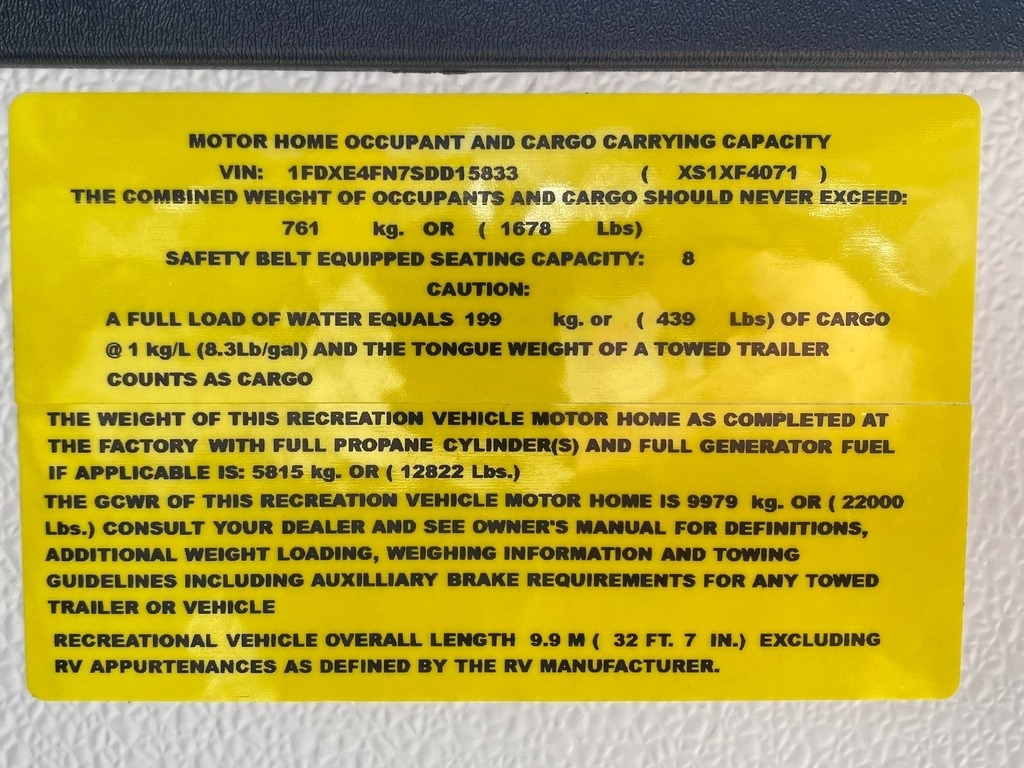 MOTOR HOME OCCUPANT AND CARGO CARRYING CAPACITY
VIN: 1FDXE4FN7SDD15833 ( XS1XF4071 )
THE COMBINED WEIGHT OF OCCUPANTS AND CARGO SHOULD NEVER EXCEED:
761 kg. OR ( 1678 Lbs)
SAFETY BELT EQUIPPED SEATING CAPACITY: 8
CAUTION:
A FULL LOAD OF WATER EQUALS 199 kg. or ( 439 Lbs) OF CARGO
@ 1 kg/L (8.3Lb/gal) AND THE TONGUE WEIGHT OF A TOWED TRAILER
COUNTS AS CARGO
THE WEIGHT OF THIS RECREATION VEHICLE MOTOR HOME AS COMPLETED AT
THE FACTORY WITH FULL PROPANE CYLINDER(S) AND FULL GENERATOR FUEL
IF APPLICABLE IS: 5815 kg. OR ( 12822 Lbs.)
THE GCWR OF THIS RECREATION VEHICLE MOTOR HOME IS 9979 kg. OR ( 22000
Lbs.) CONSULT YOUR DEALER AND SEE OWNER'S MANUAL FOR DEFINITIONS,
ADDITIONAL WEIGHT LOADING, WEIGHING INFORMATION AND TOWING
GUIDELINES INCLUDING AUXILLIARY BRAKE REQUIREMENTS FOR ANY TOWED
TRAILER OR VEHICLE
RECREATIONAL VEHICLE OVERALL LENGTH 9.9 M ( 32 FT. 7 IN.) EXCLUDING
RV APPURTENANCES AS DEFINED BY THE RV MANUFACTURER.